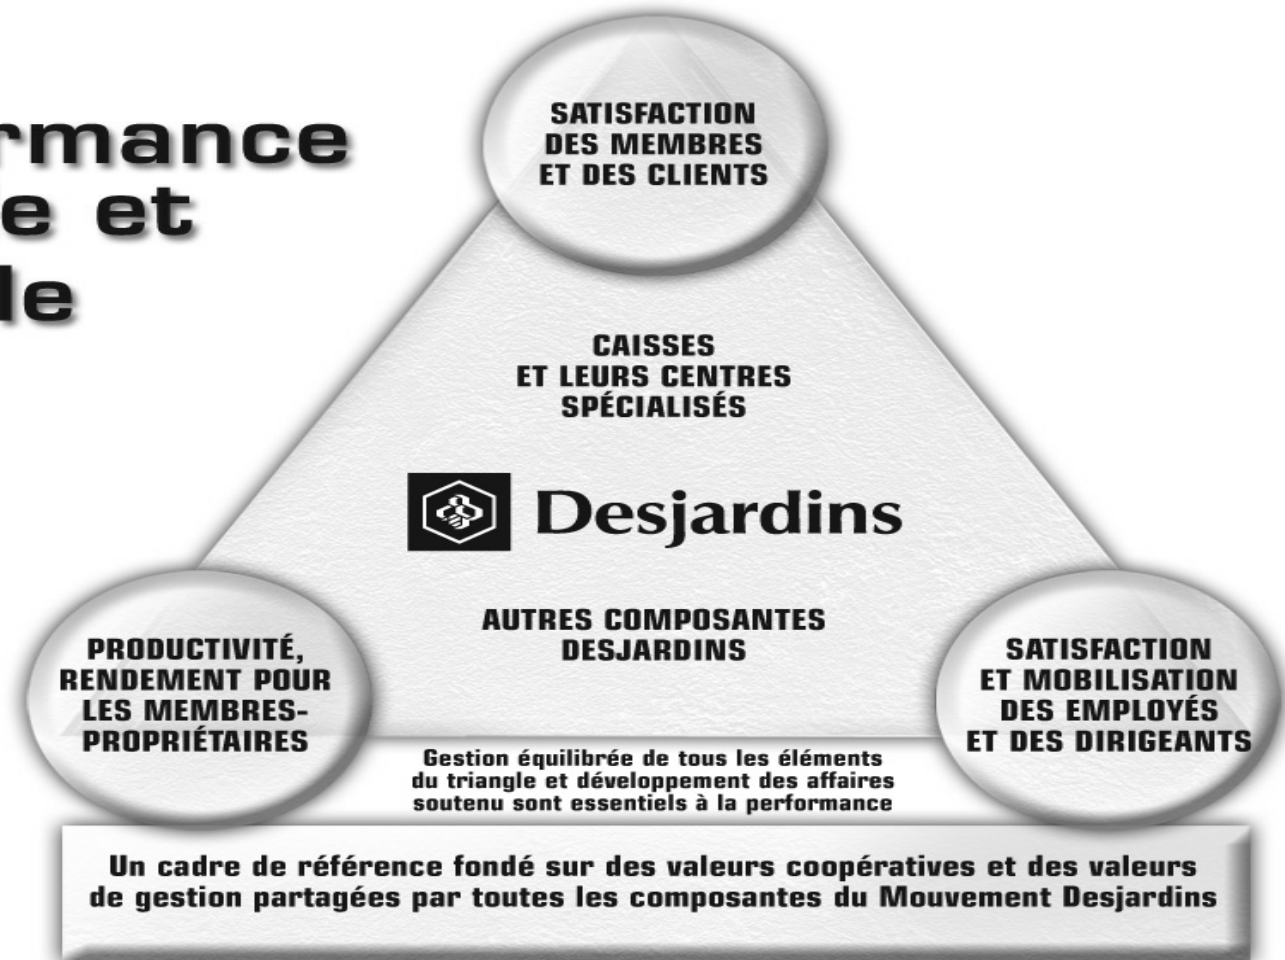 rmance
e et
le
SATISFACTION
DES MEMBRES
ET DES CLIENTS
CAISSES
ET LEURS CENTRES
SPÉCIALISÉS
Desjardins
AUTRES COMPOSANTES
DESJARDINS
PRODUCTIVITÉ,
RENDEMENT POUR
LES MEMBRES-
PROPRIÉTAIRES
SATISFACTION
ET MOBILISATION
DES EMPLOYÉS
ET DES DIRIGEANTS
Gestion équilibrée de tous les éléments
du triangle et développement des affaires
soutenu sont essentiels à la performance
Un cadre de référence fondé sur des valeurs coopératives et des valeurs
de gestion partagées par toutes les composantes du Mouvement Desjardins